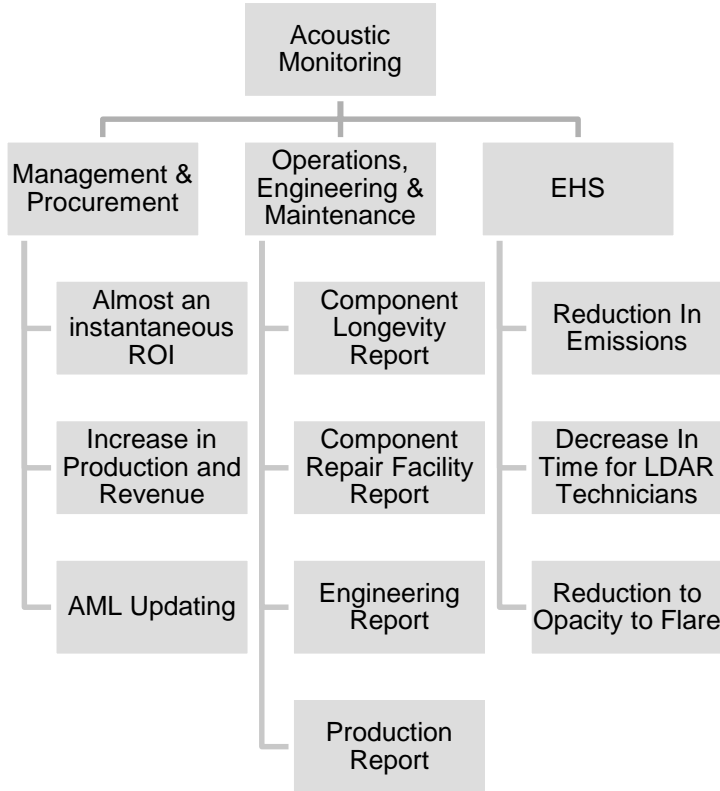 Acoustic
Monitoring
Management &
Procurement
Almost an
instantaneous
ROI
Increase in
Production and
Revenue
AML Updating
Operations,
Engineering &
Maintenance
Component
Longevity
Report
Component
Repair Facility
Report
Engineering
Report
Production
Report
EHS
Reduction In
Emissions
Decrease In
Time for LDAR
Technicians
Reduction to
Opacity to Flare